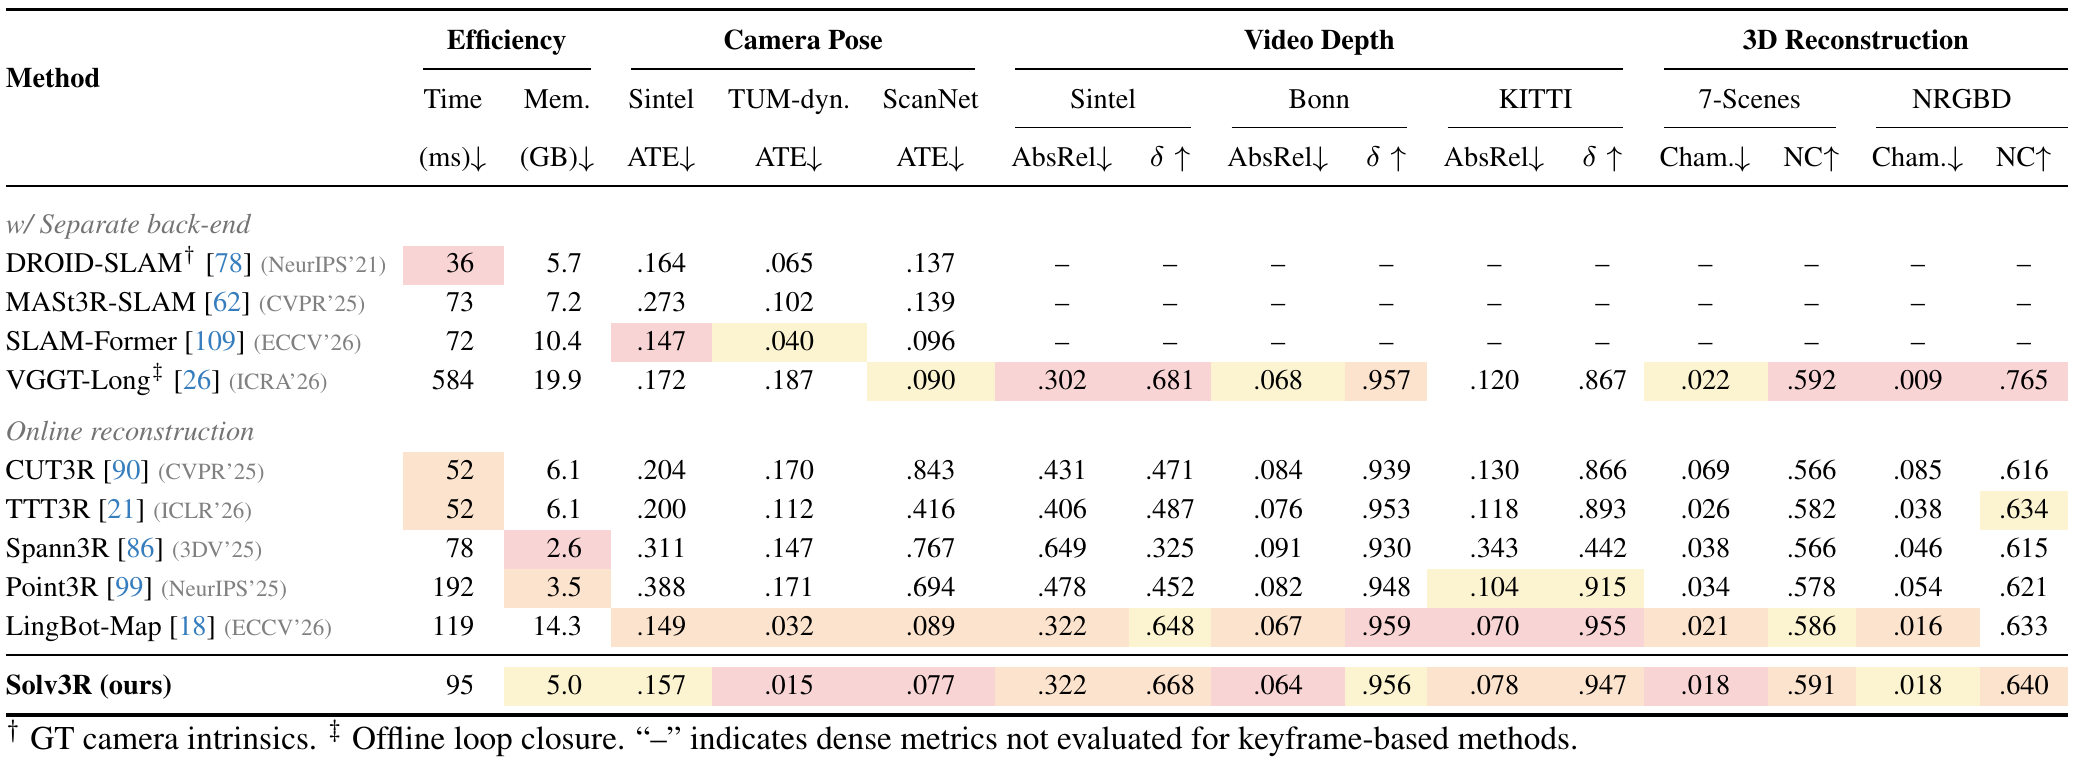 Efficiency Camera Pose Video Depth 3D Reconstruction
Method
Time Mem. Sintel TUM-dyn. ScanNet Sintel Bonn KITTI 7-Scenes NRGBD
(ms)↓ (GB)↓ ATE↓ ATE↓ ATE↓ AbsRel↓ δ ↑ AbsRel↓ δ ↑ AbsRel↓ δ ↑ Cham.↓ NC↑ Cham.↓ NC↑
w/ Separate back-end
DROID-SLAM† [78] (NeurIPS’21) 36 5.7 .164 .065 .137 – – – – – – – – – –
MASt3R-SLAM [62] (CVPR’25) 73 7.2 .273 .102 .139 – – – – – – – – – –
SLAM-Former [109] (ECCV’26) 72 10.4 .147 .040 .096 – – – – – – – – – –
VGGT-Long‡ [26] (ICRA’26) 584 19.9 .172 .187 .090 .302 .681 .068 .957 .120 .867 .022 .592 .009 .765
Online reconstruction
CUT3R [90] (CVPR’25) 52 6.1 .204 .170 .843 .431 .471 .084 .939 .130 .866 .069 .566 .085 .616
TTT3R [21] (ICLR’26) 52 6.1 .200 .112 .416 .406 .487 .076 .953 .118 .893 .026 .582 .038 .634
Spann3R [86] (3DV’25) 78 2.6 .311 .147 .767 .649 .325 .091 .930 .343 .442 .038 .566 .046 .615
Point3R [99] (NeurIPS’25) 192 3.5 .388 .171 .694 .478 .452 .082 .948 .104 .915 .034 .578 .054 .621
LingBot-Map [18] (ECCV’26) 119 14.3 .149 .032 .089 .322 .648 .067 .959 .070 .955 .021 .586 .016 .633
Solv3R (ours) 95 5.0 .157 .015 .077 .322 .668 .064 .956 .078 .947 .018 .591 .018 .640
† GT camera intrinsics. ‡ Offline loop closure. “–” indicates dense metrics not evaluated for keyframe-based methods.